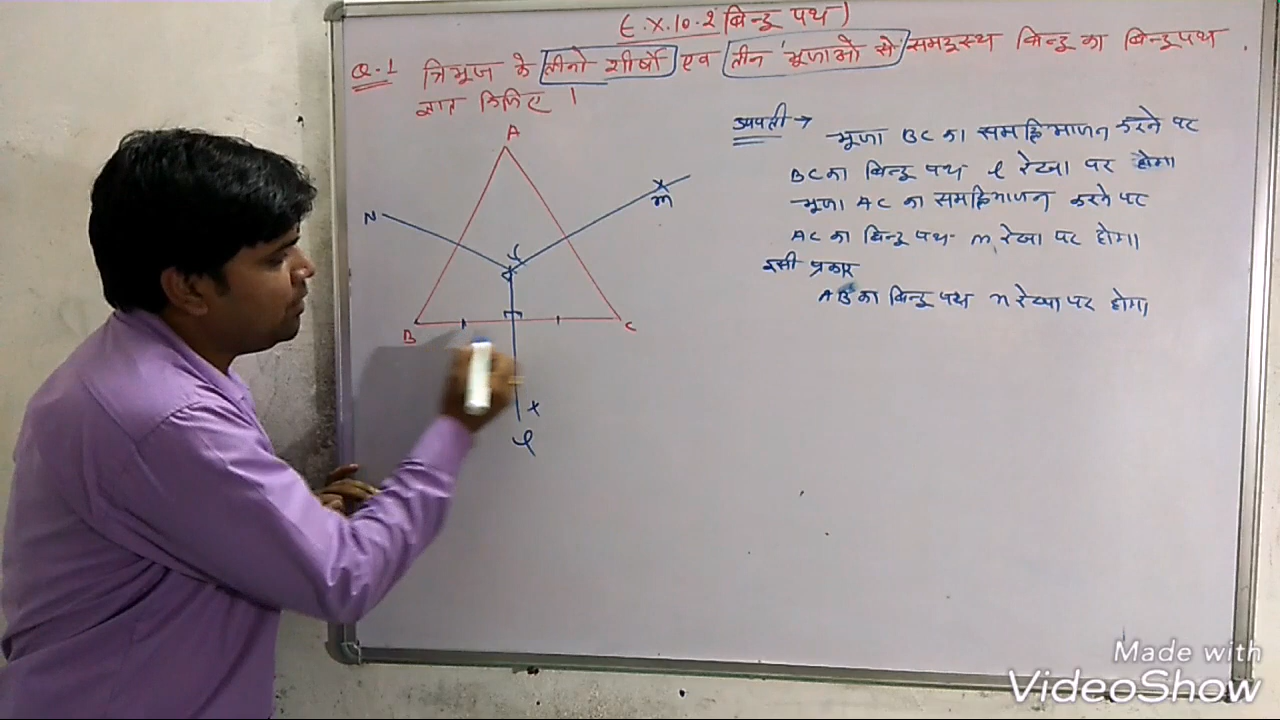 (E.X.10.2 बिन्दू पथ)
Q.1 त्रिभूज के तीनो शीर्षो एव तीन भूजाओ से समदुरस्थ बिन्दू का बिन्दूपथ
ज्ञात किजिए ।
A
N
m
B
C
l
उपपती →
भूजा BC का समद्विभाजन करने पर
BC का बिन्दू पथ l रेखा पर होगा
भूजा AC का समद्विभाजन करने पर
AC का बिन्दू पथ m रेखा पर होगा।
इसी प्रकार
AB का बिन्दू पथ n रेखा पर होगा।
Made with
VideoShow